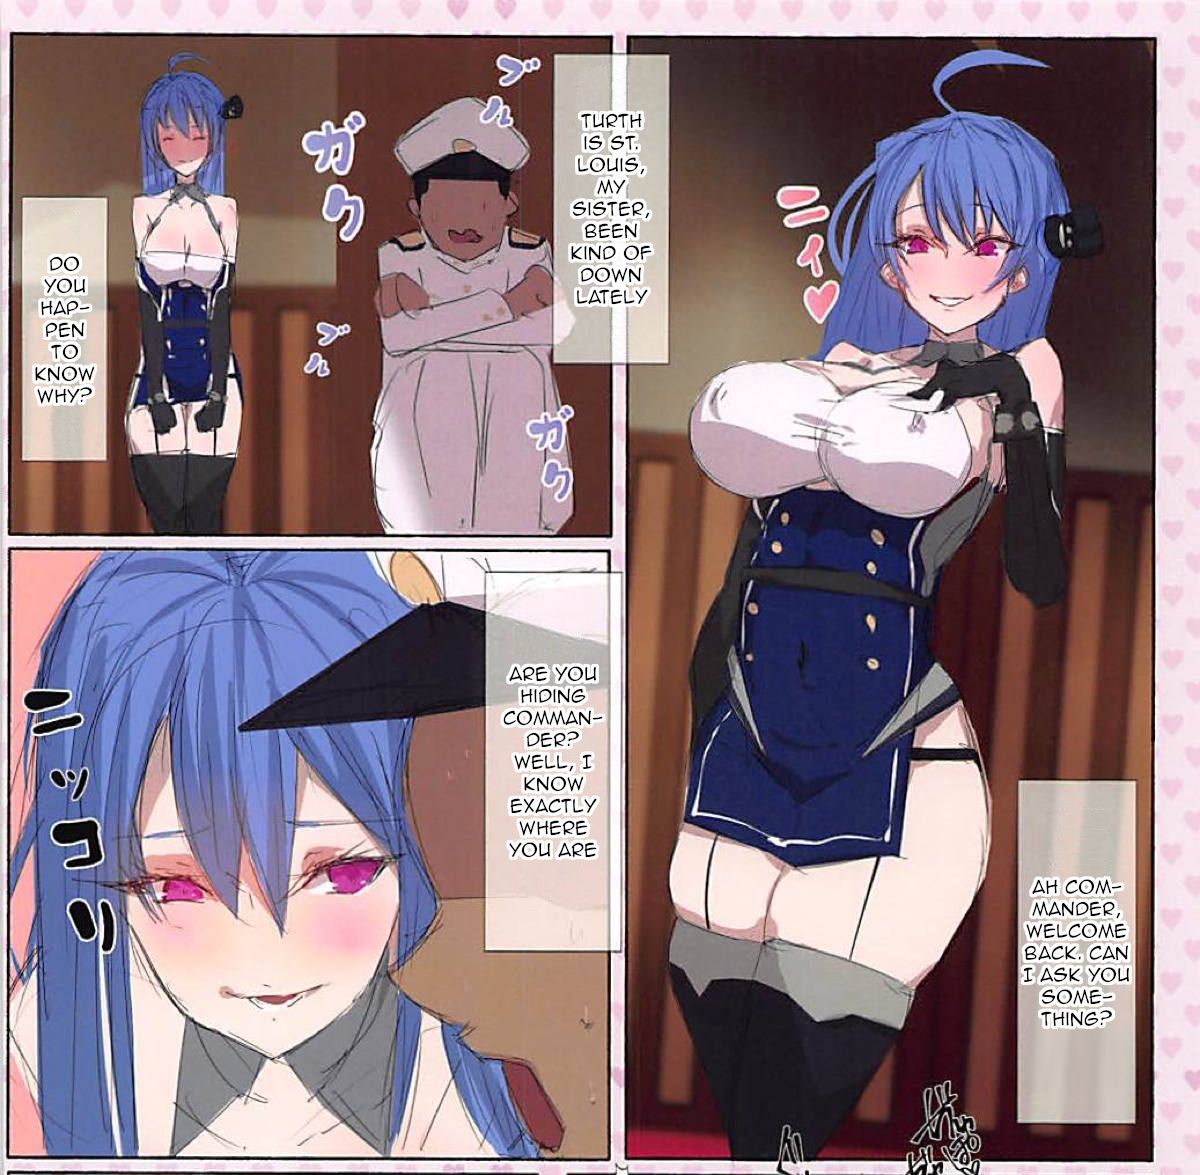 AH COM-
MANDER,
WELCOME
BACK. CAN
I ASK YOU
SOME-
THING?
ニィ♥
TURTH
IS ST.
LOUIS,
MY
SISTER,
BEEN
KIND OF
DOWN
LATELY
ブル
ガク
ブル
ガク
DO
YOU
HAP-
PEN
TO
KNOW
WHY?
ARE YOU
HIDING
COMMAN-
DER?
WELL, I
KNOW
EXACTLY
WHERE
YOU ARE
ニッコリ